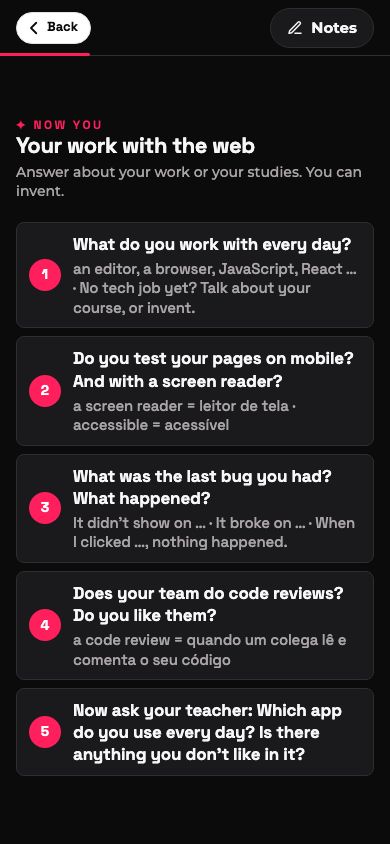 Back
Notes
✦ NOW YOU
Your work with the web
Answer about your work or your studies. You can
invent.
1
What do you work with every day?
an editor, a browser, JavaScript, React …
· No tech job yet? Talk about your
course, or invent.
2
Do you test your pages on mobile?
And with a screen reader?
a screen reader = leitor de tela ·
accessible = acessível
3
What was the last bug you had?
What happened?
It didn't show on … · It broke on … · When
I clicked …, nothing happened.
4
Does your team do code reviews?
Do you like them?
a code review = quando um colega lê e
comenta o seu código
5
Now ask your teacher: Which app
do you use every day? Is there
anything you don't like in it?